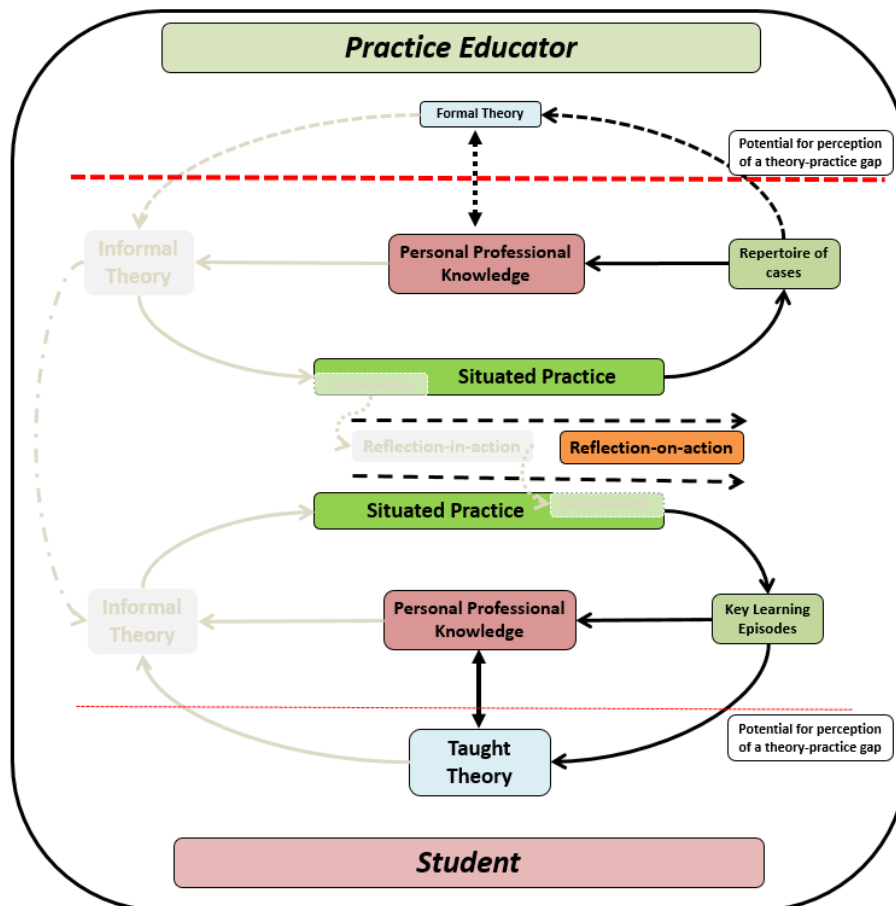 Practice Educator
Formal Theory
Potential for perception
of a theory-practice gap
Informal
Theory
Personal Professional
Knowledge
Repertoire of
cases
Situated Practice
Reflection-in-action
Reflection-on-action
Situated Practice
Informal
Theory
Personal Professional
Knowledge
Key Learning
Episodes
Potential for perception
of a theory-practice gap
Taught
Theory
Student